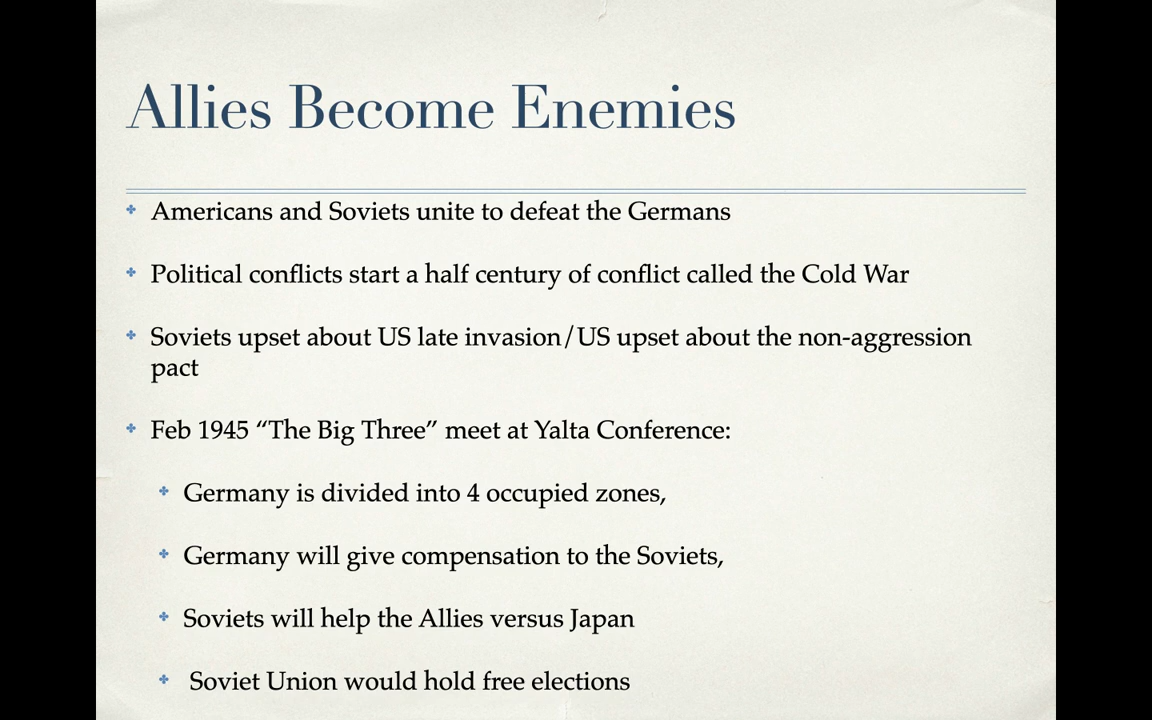 Allies Become Enemies
Americans and Soviets unite to defeat the Germans
Political conflicts start a half century of conflict called the Cold War
Soviets upset about US late invasion/US upset about the non-aggression
pact
Feb 1945 “The Big Three” meet at Yalta Conference:
Germany is divided into 4 occupied zones,
Germany will give compensation to the Soviets,
Soviets will help the Allies versus Japan
Soviet Union would hold free elections